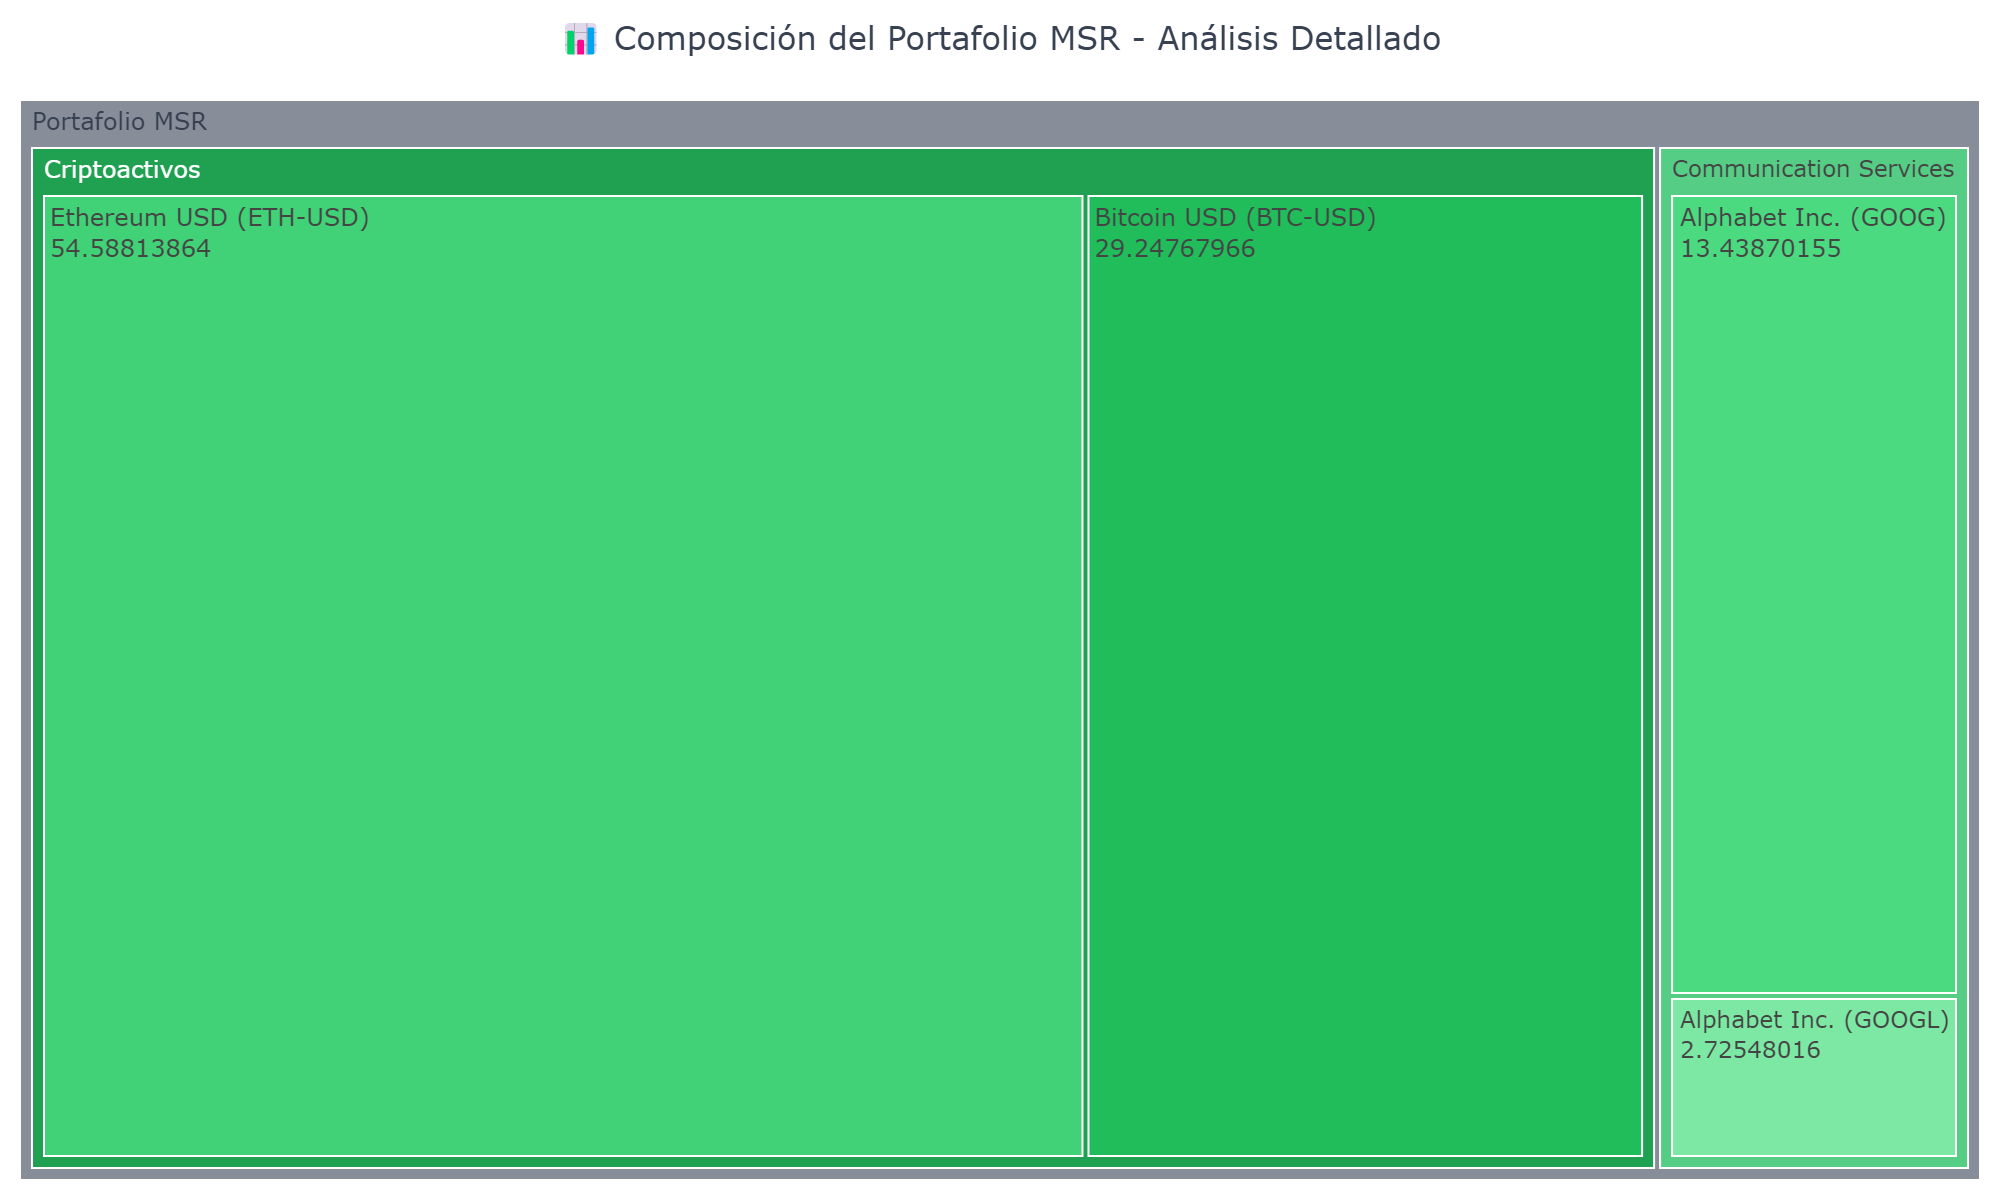 Composición del Portafolio MSR - Análisis Detallado
Portafolio MSR
Criptoactivos
Ethereum USD (ETH-USD)
54.58813864
Bitcoin USD (BTC-USD)
29.24767966
Communication Services
Alphabet Inc. (GOOG)
13.43870155
Alphabet Inc. (GOOGL)
2.72548016